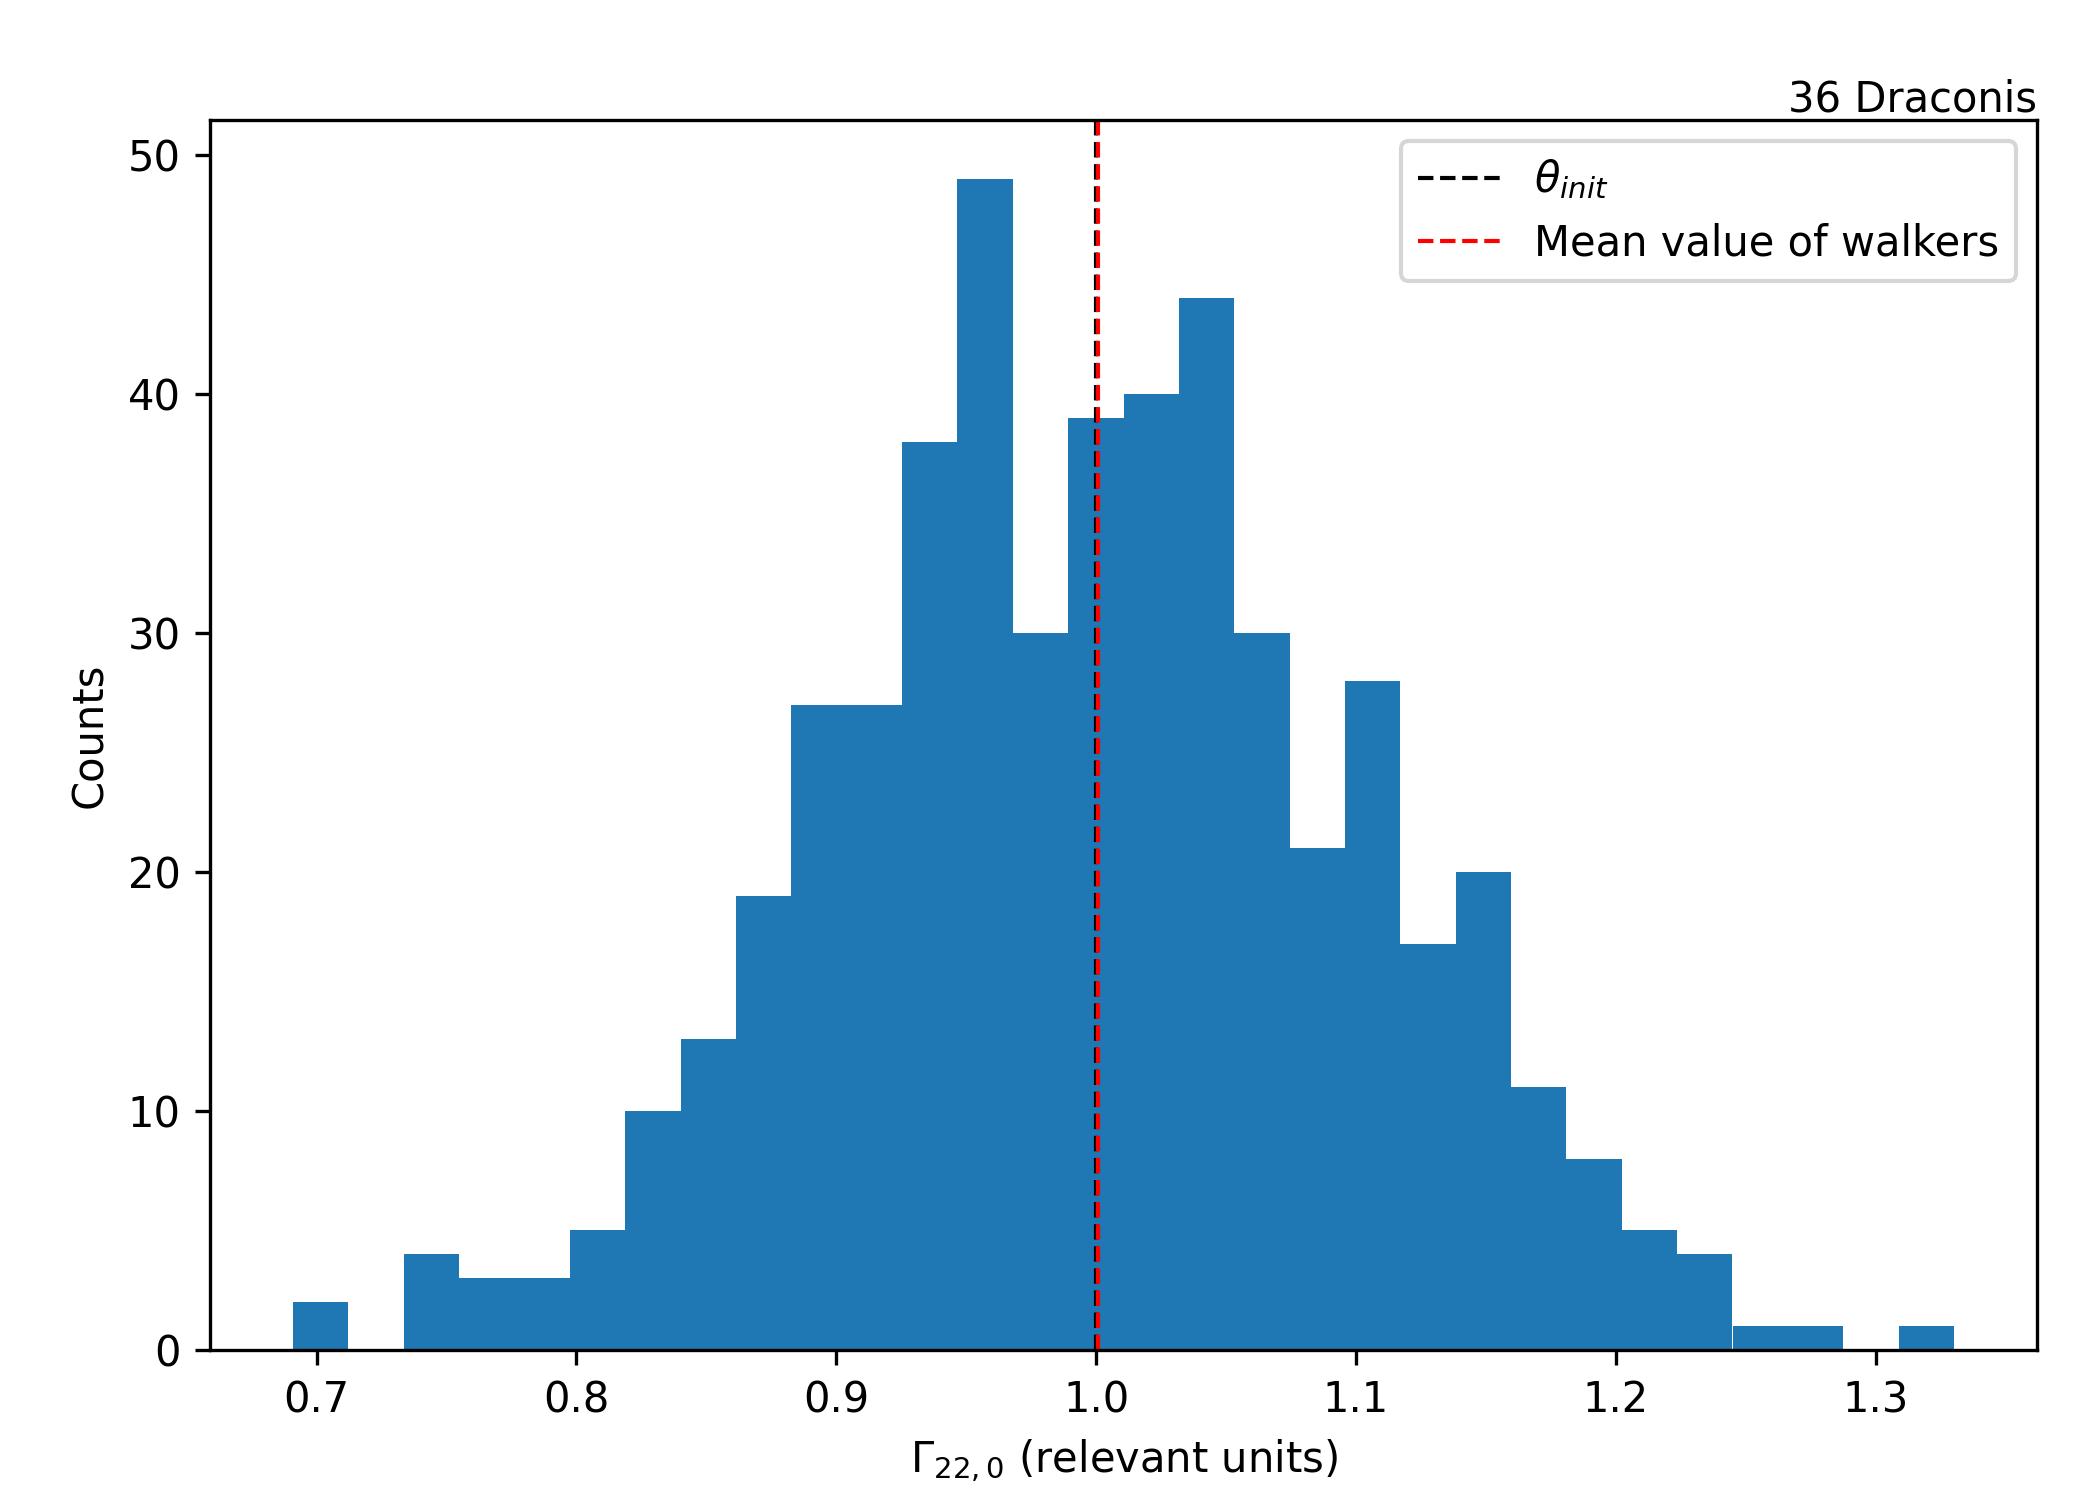 36 Draconis
θ_init
Mean value of walkers
50
40
30
20
10
0
Counts
0.7 0.8 0.9 1.0 1.1 1.2 1.3
Γ_22,0 (relevant units)